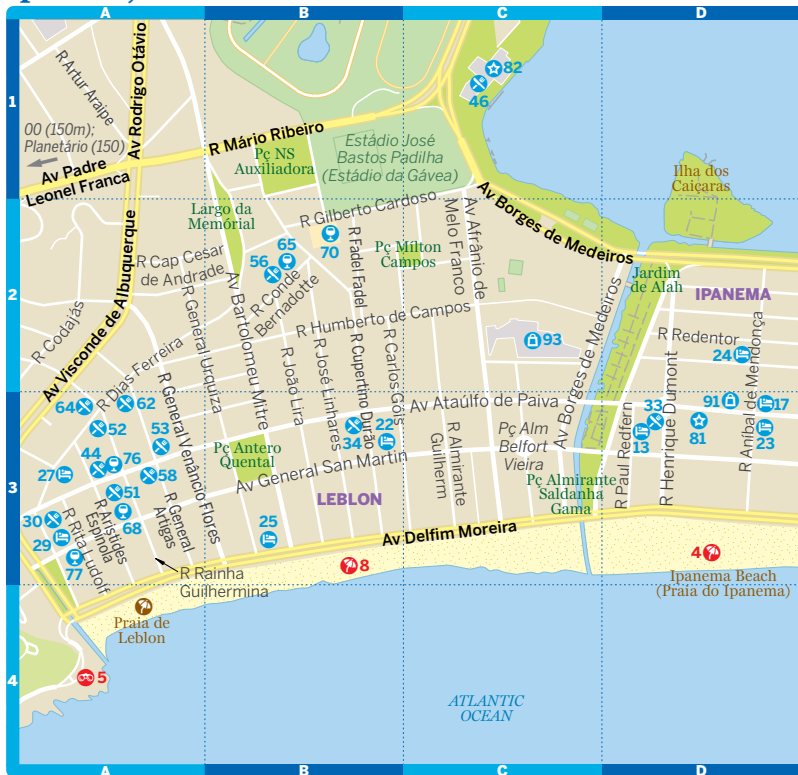 A
B
C
D
1
2
3
4
R Artur Araipe
Av Rodrigo Otávio
00 (150m);
Planetário (150)
Av Padre
Leonel Franca
R Mário Ribeiro
Pç NS
Auxiliadora
Estádio José
Bastos Padilha
(Estádio da Gávea)
82
46
Ilha dos
Caiçaras
Largo da
Memórial
R Gilberto Cardoso
Av Borges de Medeiros
65
56
70
R Cap Cesar
de Andrade
R Conde
Bernadotte
R Fadel Fadel
Pç Milton
Campos
Av Afrânio de
Melo Franco
Jardim
de Alah
IPANEMA
Av Visconde de Albuquerque
R Codajás
R Dias Ferreira
R General Urquiza
Av Bartolomeu Mitre
R Humberto de Campos
R João Lira
R José Linhares
R Cupertino Durão
R Carlos Góis
93
Av Borges de Medeiros
R Redentor
24
R Aníbal de Mendonça
R Henrique Dumont
R Paul Redfern
64
62
52
53
44
76
27
58
51
68
30
29
77
R General Venâncio Flores
R General
Artigas
R Aristides
Espinola
R Rita Ludolf
R Rainha
Guilhermina
Pç Antero
Quental
Av Ataúlfo de Paiva
Av General San Martin
34
22
LEBLON
25
R Almirante
Guilherm
Pç Alm
Belfort
Vieira
Pç Almirante
Saldanha
Gama
33
13
91
81
17
23
Av Delfim Moreira
8
4
Ipanema Beach
(Praia do Ipanema)
Praia de
Leblon
5
ATLANTIC
OCEAN
A
B
C
D